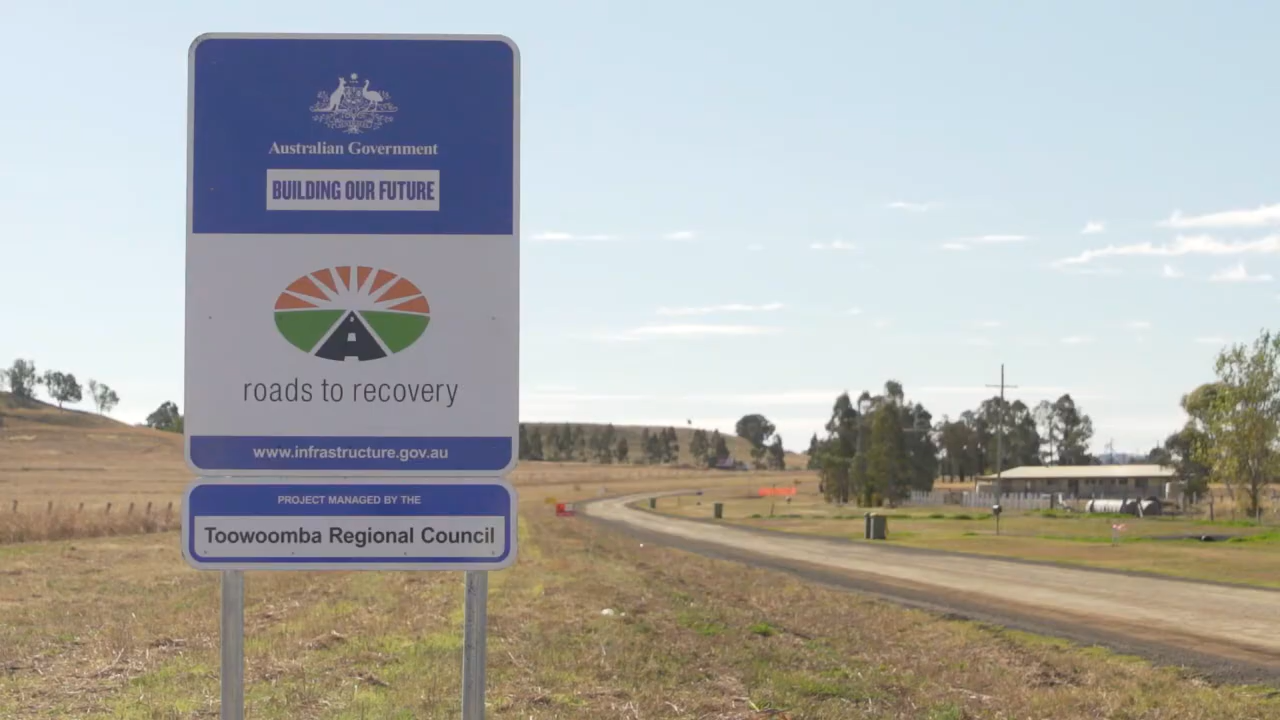 Australian Government
BUILDING OUR FUTURE
roads to recovery
www.infrastructure.gov.au
PROJECT MANAGED BY THE
Toowoomba Regional Council